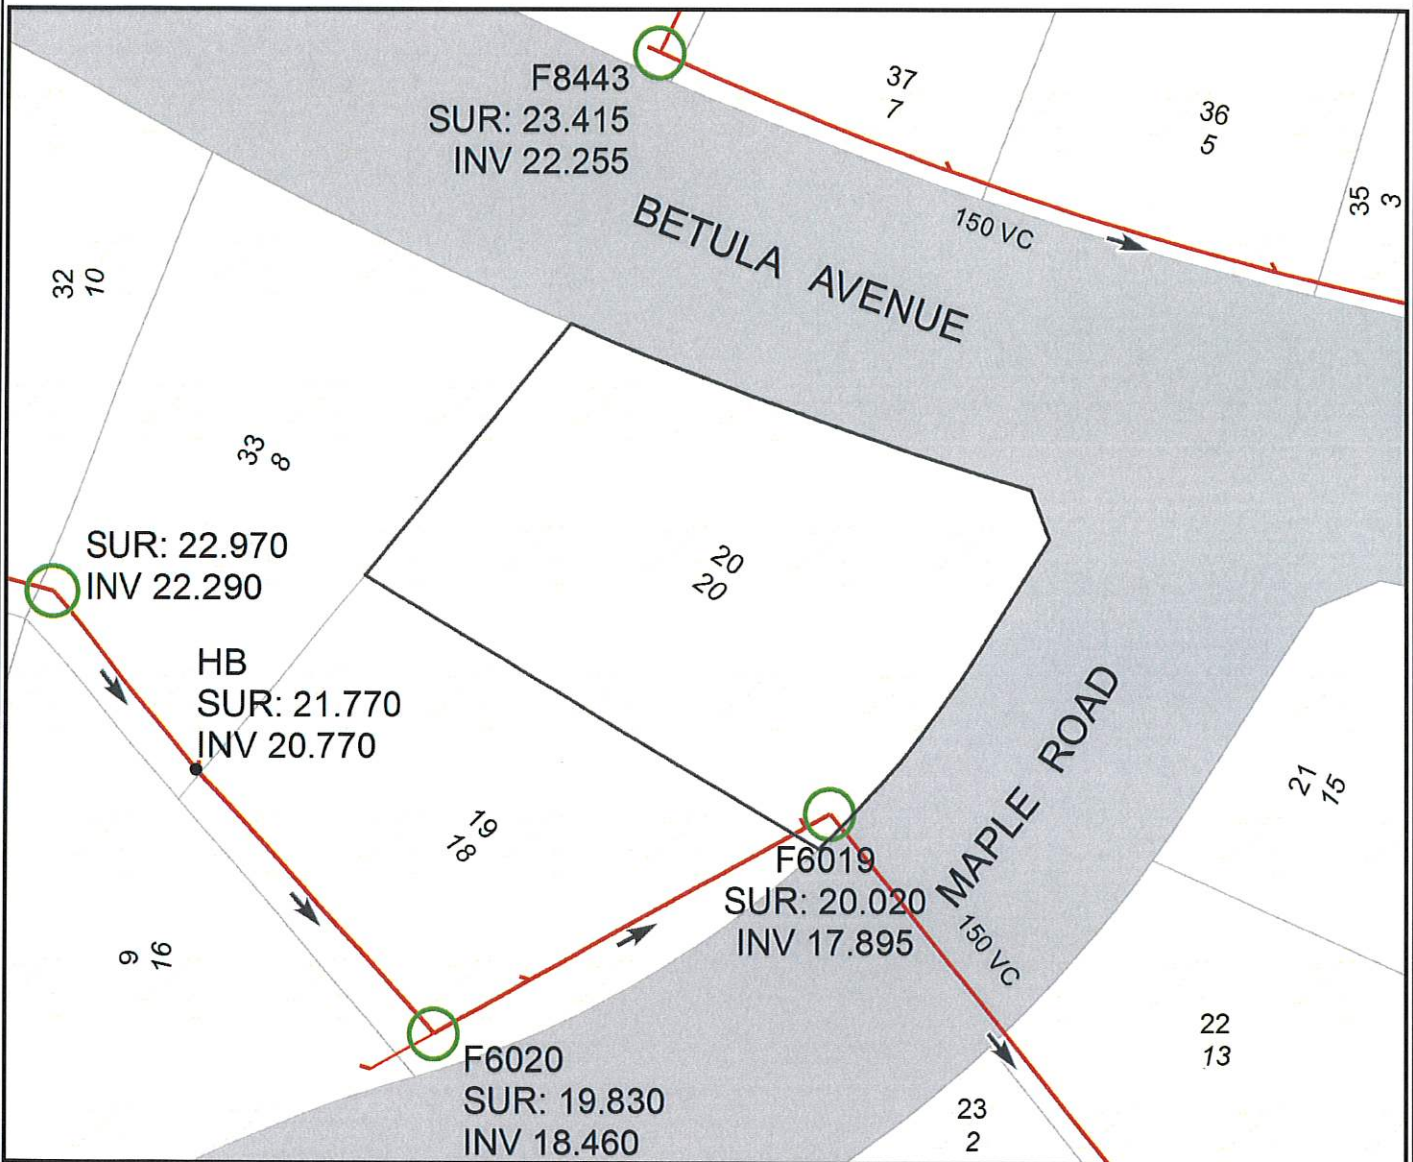 F8443
SUR: 23.415
INV 22.255
37
7
36
5
35
3
150 VC
BETULA AVENUE
32
10
33
8
SUR: 22.970
INV 22.290
20
20
HB
SUR: 21.770
INV 20.770
MAPLE ROAD
21
15
19
18
F6019
SUR: 20.020
INV 17.895
150 VC
9
16
22
13
F6020
SUR: 19.830
INV 18.460
23
2